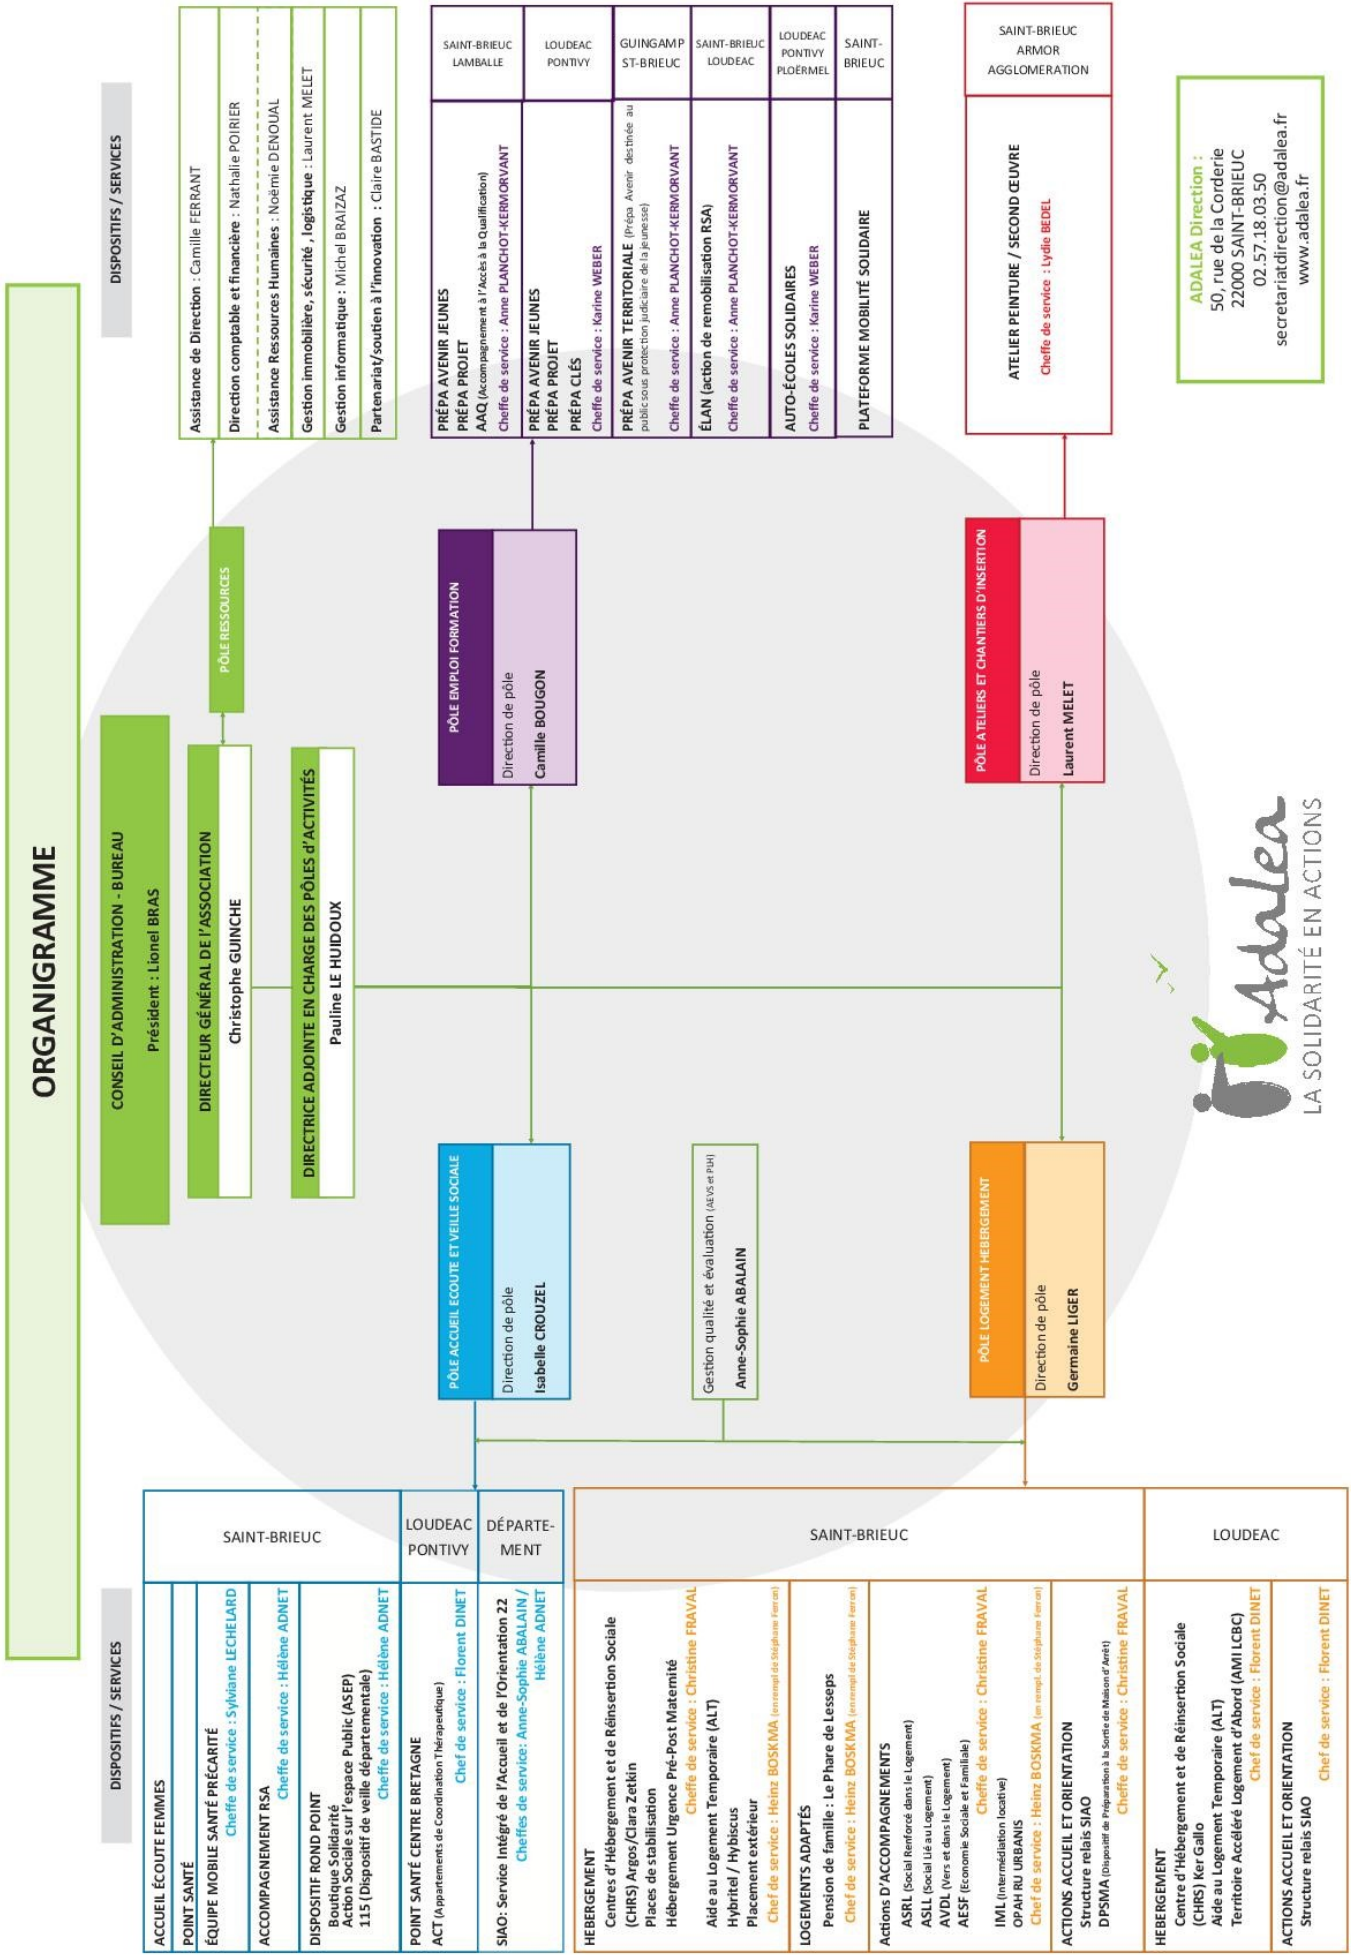 ORGANIGRAMME
DISPOSITIFS / SERVICES
CONSEIL D'ADMINISTRATION - BUREAU
Président : Lionel BRAS
DIRECTEUR GÉNÉRAL DE l'ASSOCIATION
Christophe GUINCHE
DIRECTRICE ADJOINTE EN CHARGE DES PÔLES d'ACTIVITÉS
Pauline LE HUIDOUX
PÔLE RESSOURCES
DISPOSITIFS / SERVICES
Assistance de Direction : Camille FERRANT
Direction comptable et financière : Nathalie POIRIER
Assistance Ressources Humaines : Noëmie DENOUAL
Gestion immobilière, sécurité , logistique : Laurent MELET
Gestion informatique : Michel BRAIZAZ
Partenariat/soutien à l'innovation : Claire BASTIDE
ACCUEIL ÉCOUTE FEMMES
POINT SANTÉ
ÉQUIPE MOBILE SANTÉ PRÉCARITÉ
Cheffe de service : Sylviane LECHELARD
ACCOMPAGNEMENT RSA
Cheffe de service : Hélène ADNET
DISPOSITIF ROND POINT
Boutique Solidarité
Action Sociale sur l'espace Public (ASEP)
115 (Dispositif de veille départementale)
Cheffe de service : Hélène ADNET
SAINT-BRIEUC
POINT SANTÉ CENTRE BRETAGNE
ACT (Appartements de Coordination Thérapeutique)
Chef de service : Florent DINET
LOUDEAC
PONTIVY
SIAO: Service Intégré de l'Accueil et de l'Orientation 22
Cheffes de service: Anne-Sophie ABALAIN /
Hélène ADNET
DÉPARTE-
MENT
PÔLE ACCUEIL ECOUTE ET VEILLE SOCIALE
Direction de pôle
Isabelle CROUZEL
PÔLE EMPLOI FORMATION
Direction de pôle
Camille BOUGON
PRÉPA AVENIR JEUNES
PRÉPA PROJET
AAQ (Accompagnement à l'Accès à la Qualification)
Cheffe de service : Anne PLANCHOT-KERMORVANT
SAINT-BRIEUC
LAMBALLE
PRÉPA AVENIR JEUNES
PRÉPA PROJET
PRÉPA CLÉS
Cheffe de service : Karine WEBER
LOUDEAC
PONTIVY
PRÉPA AVENIR TERRITORIALE (Prépa Avenir destinée au
public sous protection judiciaire de la jeunesse)
Cheffe de service : Anne PLANCHOT-KERMORVANT
GUINGAMP
ST-BRIEUC
ÉLAN (action de remobilisation RSA)
Cheffe de service : Anne PLANCHOT-KERMORVANT
SAINT-BRIEUC
LOUDEAC
AUTO-ÉCOLES SOLIDAIRES
Cheffe de service : Karine WEBER
LOUDEAC
PONTIVY
PLOËRMEL
PLATEFORME MOBILITÉ SOLIDAIRE
SAINT-
BRIEUC
Gestion qualité et évaluation (AEVS et PLH)
Anne-Sophie ABALAIN
HEBERGEMENT
Centres d'Hébergement et de Réinsertion Sociale
(CHRS) Argos/Clara Zetkin
Places de stabilisation
Hébergement Urgence Pré-Post Maternité
Cheffe de service : Christine FRAVAL
Aide au Logement Temporaire (ALT)
Hybritel / Hybiscus
Placement extérieur
Chef de service : Heinz BOSKMA (en rempl de Stéphane Ferron)
LOGEMENTS ADAPTÉS
Pension de famille : Le Phare de Lesseps
Chef de service : Heinz BOSKMA (en rempl de Stéphane Ferron)
Actions D'ACCOMPAGNEMENTS
ASRL (Social Renforcé dans le Logement)
ASLL (Social Lié au Logement)
AVDL (Vers et dans le Logement)
AESF (Economie Sociale et Familiale)
Cheffe de service : Christine FRAVAL
IML (Intermédiation locative)
OPAH RU URBANIS
Chef de service : Heinz BOSKMA (en rempl. de Stéphane Ferron)
ACTIONS ACCUEIL ET ORIENTATION
Structure relais SIAO
DPSMA (Dispositif de Préparation à la Sortie de Maison d'Arrêt)
Cheffe de service : Christine FRAVAL
SAINT-BRIEUC
HEBERGEMENT
Centre d'Hébergement et de Réinsertion Sociale
(CHRS) Ker Gallo
Aide au Logement Temporaire (ALT)
Territoire Accéléré Logement d'Abord (AMI LCBC)
Chef de service : Florent DINET
ACTIONS ACCUEIL ET ORIENTATION
Structure relais SIAO
Chef de service : Florent DINET
LOUDEAC
PÔLE LOGEMENT HEBERGEMENT
Direction de pôle
Germaine LIGER
PÔLE ATELIERS ET CHANTIERS D'INSERTION
Direction de pôle
Laurent MELET
ATELIER PEINTURE / SECOND ŒUVRE
Cheffe de service : Lydie BEDEL
SAINT-BRIEUC
ARMOR
AGGLOMERATION
Adalea
LA SOLIDARITÉ EN ACTIONS
ADALEA Direction :
50, rue de la Corderie
22000 SAINT-BRIEUC
02.57.18.03.50
secretariatdirection@adalea.fr
www.adalea.fr